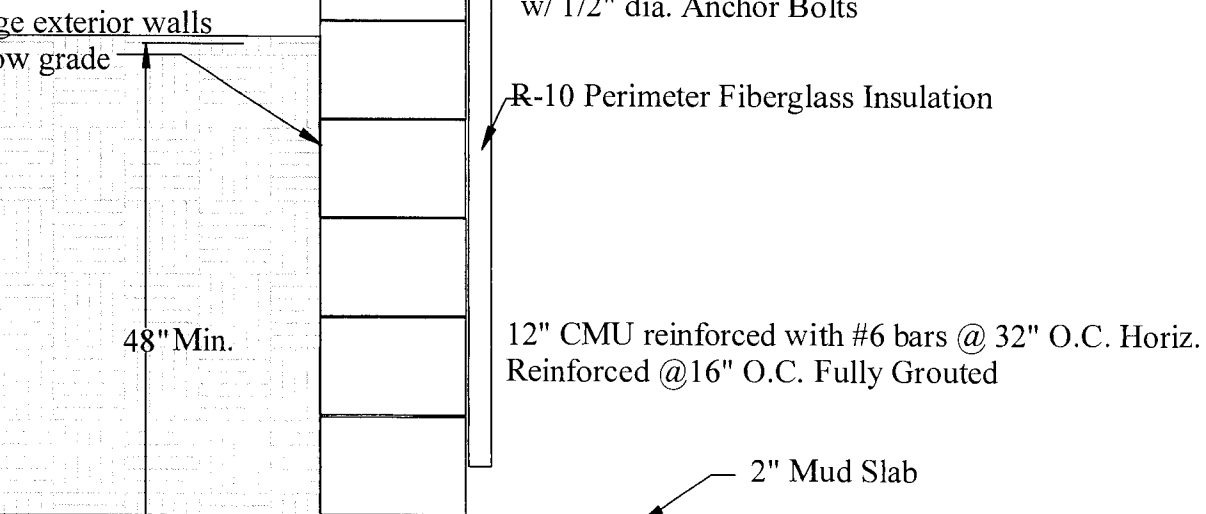 w/ 1/2" dia. Anchor Bolts
exterior walls
grade
R-10 Perimeter Fiberglass Insulation
48" Min.
12" CMU reinforced with #6 bars @ 32" O.C. Horiz.
Reinforced @16" O.C. Fully Grouted
2" Mud Slab